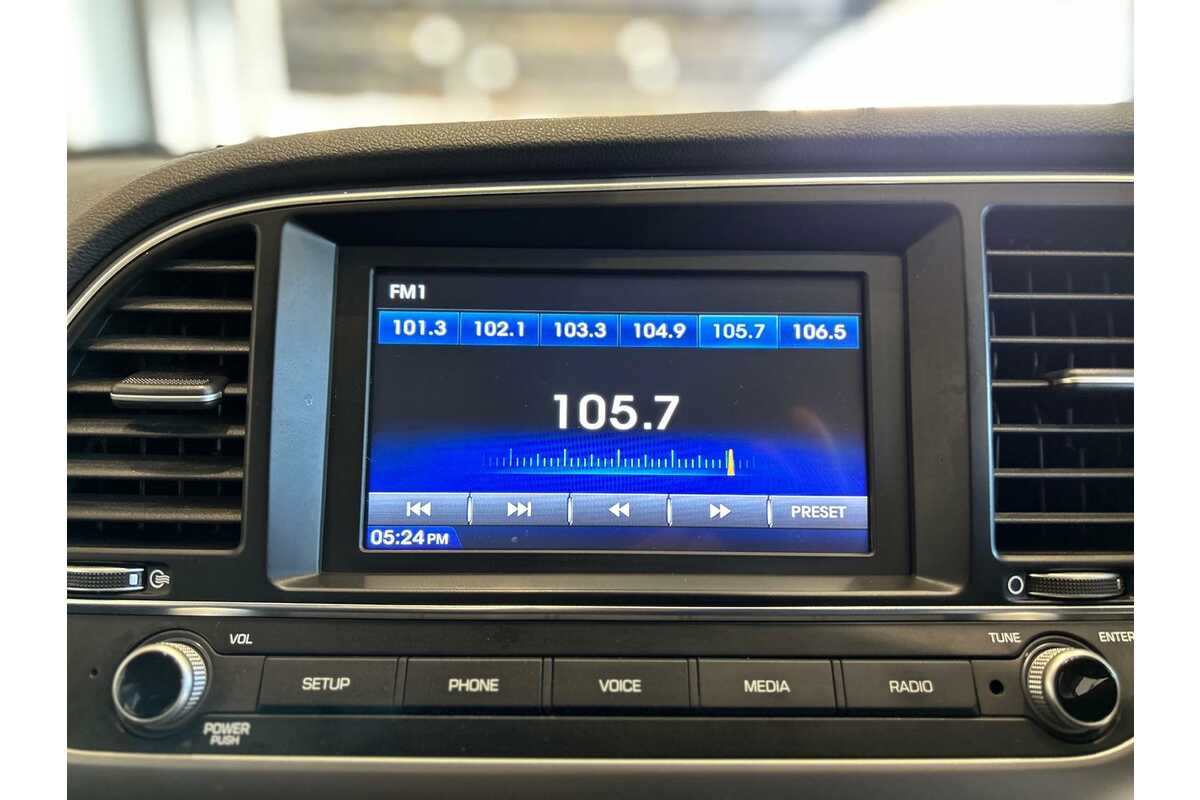 FM1
101.3 102.1 103.3 104.9 105.7 106.5
105.7
PRESET
05:24 PM
VOL
TUNE ENTER
SETUP PHONE VOICE MEDIA RADIO
POWER
PUSH